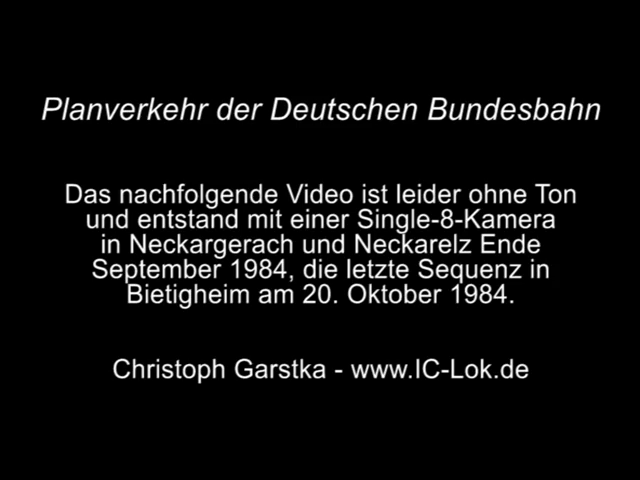 Planverkehr der Deutschen Bundesbahn
Das nachfolgende Video ist leider ohne Ton
und entstand mit einer Single-8-Kamera
in Neckargerach und Neckarelz Ende
September 1984, die letzte Sequenz in
Bietigheim am 20. Oktober 1984.
Christoph Garstka - www.IC-Lok.de